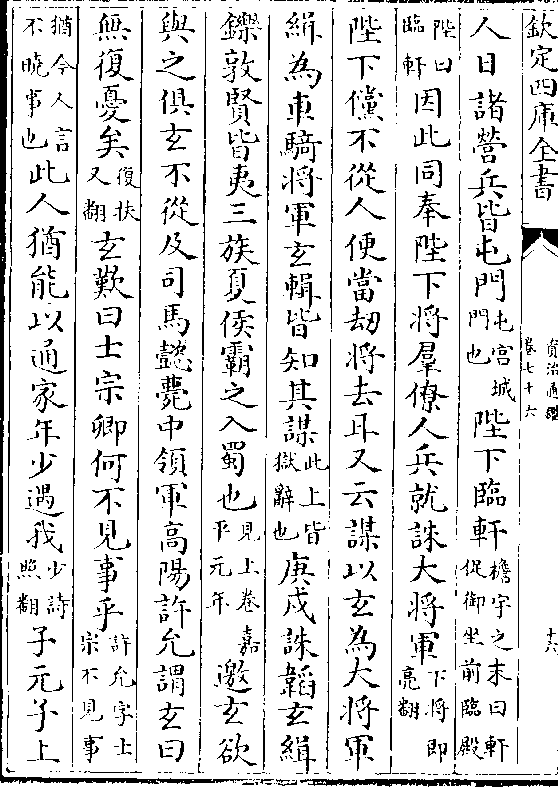 欽定四庫全書
資治通鑑
卷七十六
十六
人日諸營兵皆屯門屯宮城門也陛下臨軒檐宇之末曰軒促御坐前臨殿
陛曰臨軒因此同奉陛下將羣僚人兵就誅大將軍下將即亮翻
陛下儻不從人便當劫將去耳又云謀以玄為大將軍
緝為車騎將軍玄輯皆知其謀此上皆獄辭也庚戌誅韜玄緝
鑠敦賢皆夷三族夏侯霸之入蜀也見上卷嘉平元年邀玄欲
與之俱玄不從及司馬懿薨中領軍高陽許允謂玄曰
無復憂矣復扶又翻玄歎曰士宗卿何不見事乎許允字士宗不見事
猶今人言不曉事也此人猶能以通家年少遇我少詩照翻子元子上